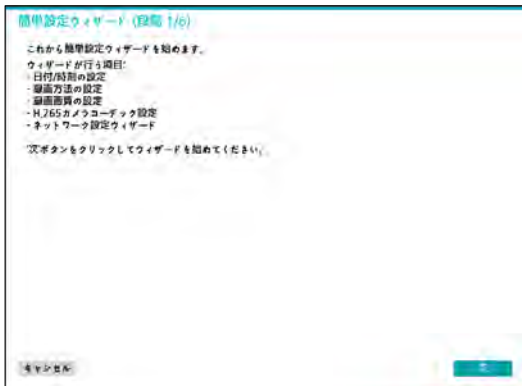 簡単設定ウィザード (段階 1/6)
これから簡単設定ウィザードを始めます。
ウィザードが行う項目:
- 日付/時刻の設定
- 録画方法の設定
- 録画画質の設定
- H.265カメラコーデック設定
- ネットワーク設定ウィザード
'次'ボタンをクリックしてウィザードを始めてください。
キャンセル
次